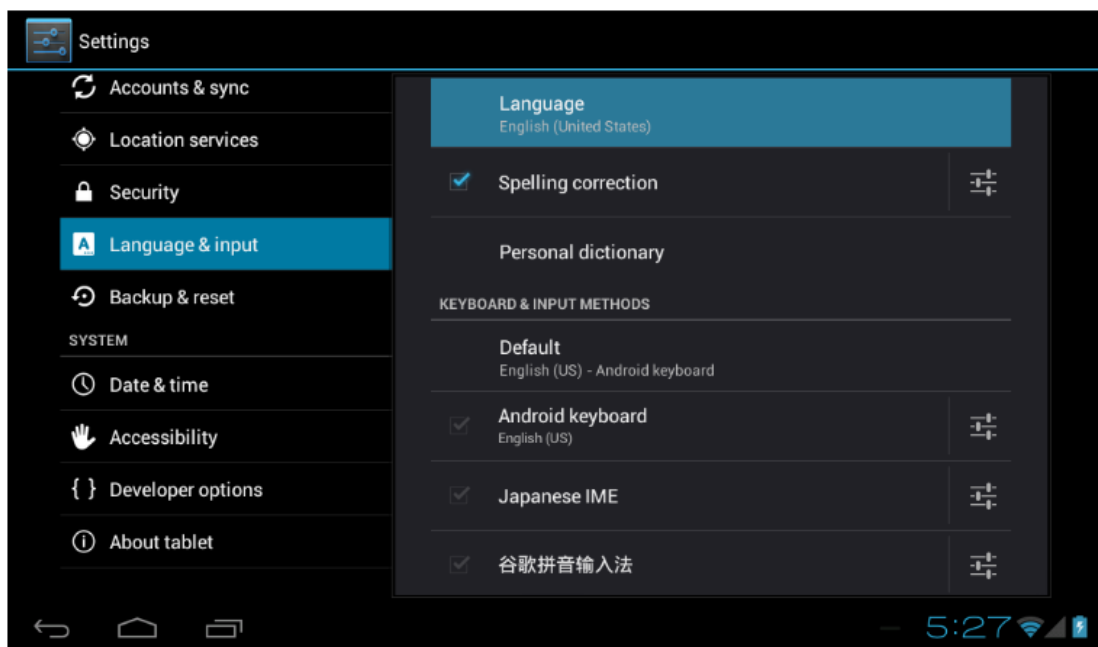 Settings
Accounts & sync
Location services
Security
Language & input
Backup & reset
SYSTEM
Date & time
Accessibility
{ } Developer options
About tablet
Language
English (United States)
Spelling correction
Personal dictionary
KEYBOARD & INPUT METHODS
Default
English (US) - Android keyboard
Android keyboard
English (US)
Japanese IME
谷歌拼音输入法
5:27